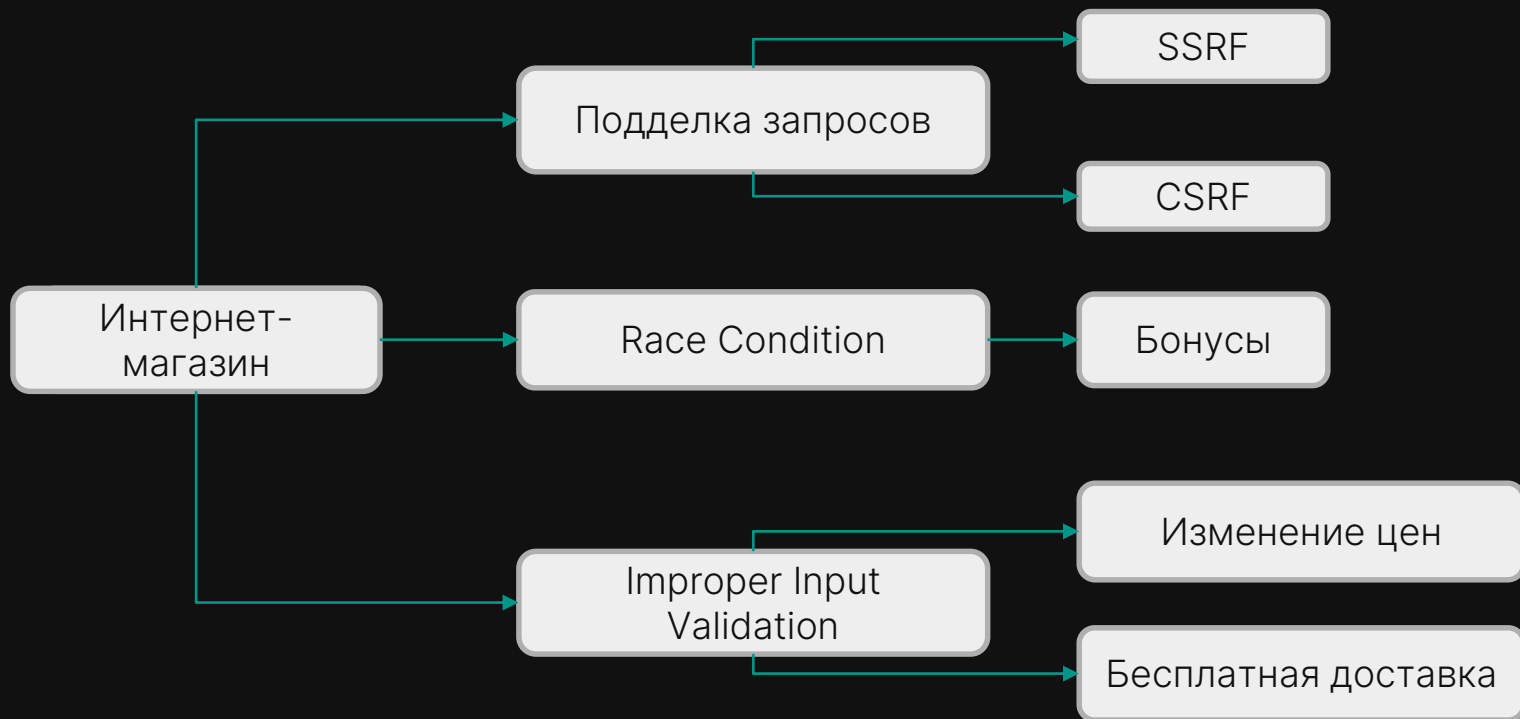 SSRF
Подделка запросов
CSRF
Интернет-
магазин
Race Condition
Бонусы
Изменение цен
Improper Input
Validation
Бесплатная доставка